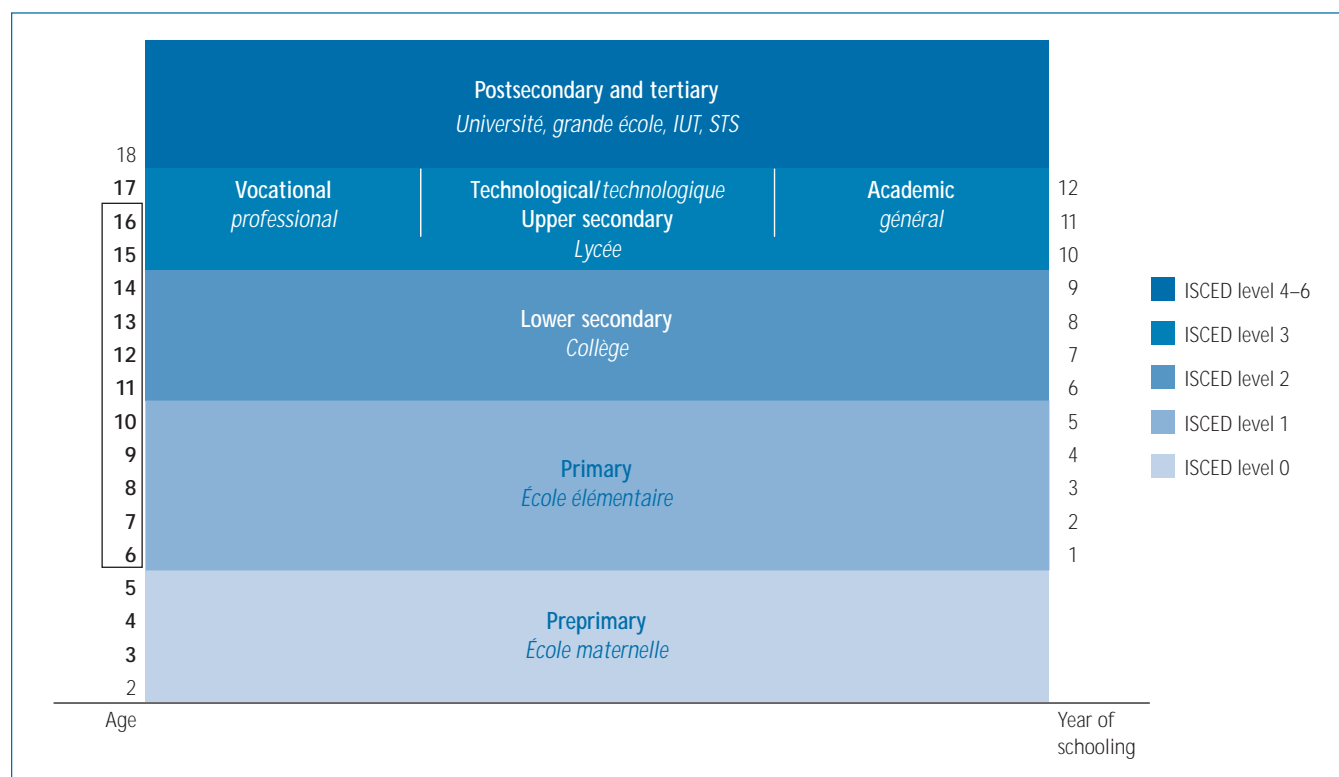 Postsecondary and tertiary
Université, grande école, IUT, STS
18
17 Vocational Technological/technologique Academic 12
16 professional Upper secondary général 11
15 Lycée 10
14 9
13 Lower secondary 8
12 Collège 7
11 6
10 5
9 4
8 Primary 3
École élémentaire
7 2
6 1
5
4 Preprimary
3 École maternelle
2
Age Year of
schooling
ISCED level 4–6
ISCED level 3
ISCED level 2
ISCED level 1
ISCED level 0